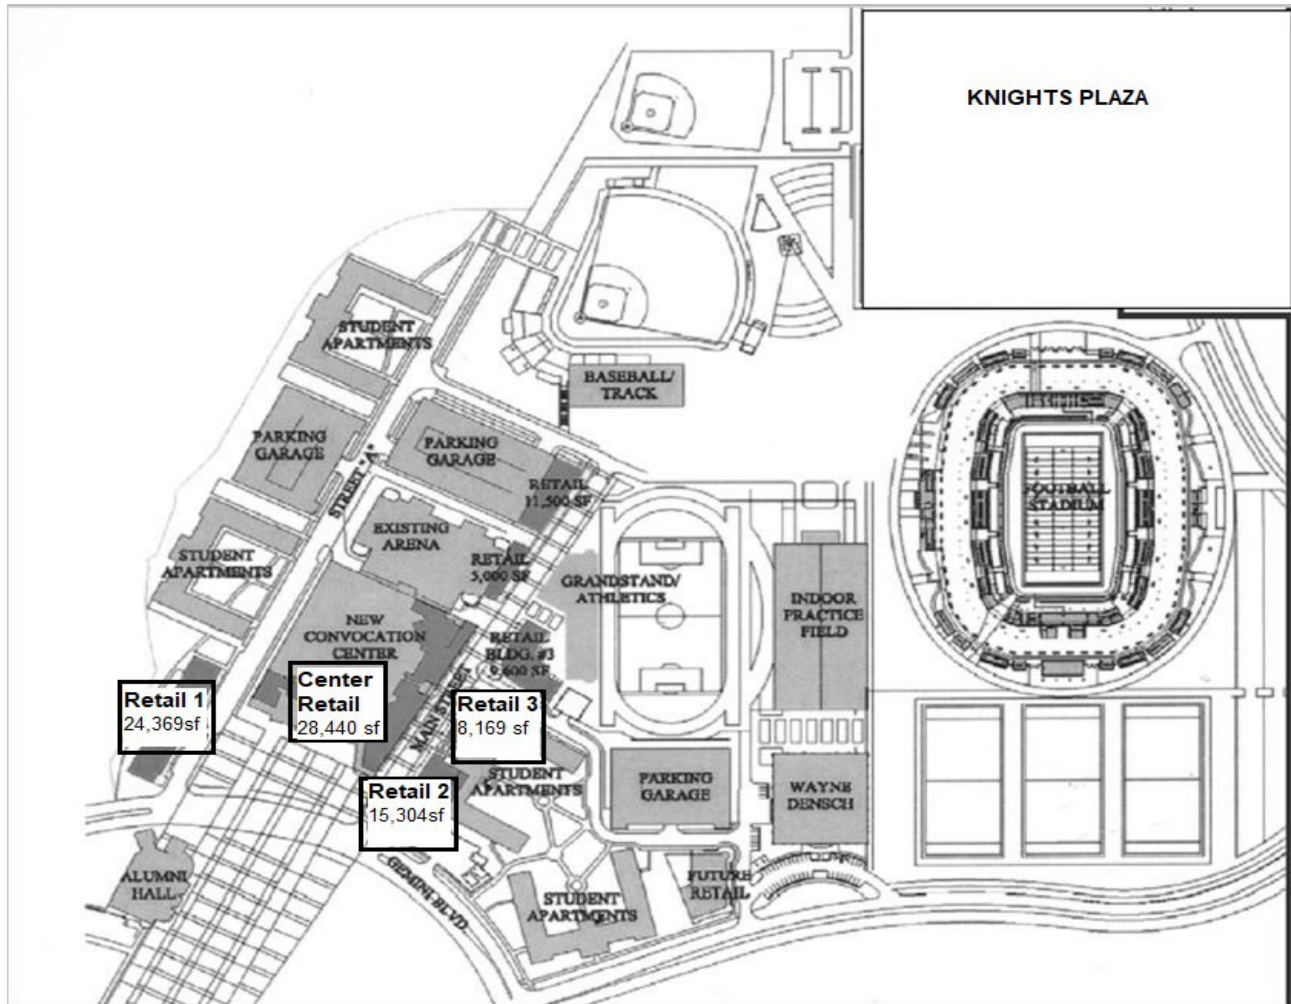 KNIGHTS PLAZA
STUDENT
APARTMENTS
BASEBALL/
TRACK
PARKING
GARAGE
PARKING
GARAGE
STREET "A"
RETAIL
11,500 SF
FOOTBALL
STADIUM
EXISTING
ARENA
STUDENT
APARTMENTS
RETAIL
5,000 SF
GRANDSTAND/
ATHLETICS
INDOOR
PRACTICE
FIELD
NEW
CONVOCATION
CENTER
RETAIL
BLDG. #3
9,600 SF
Retail 1
24,369sf
Center
Retail
28,440 sf
MAIN STREET
Retail 3
8,169 sf
STUDENT
APARTMENTS
PARKING
GARAGE
WAYNE
DENSCH
Retail 2
15,304sf
ALUMNI
HALL
GEMINI BLVD.
STUDENT
APARTMENTS
FUTURE
RETAIL